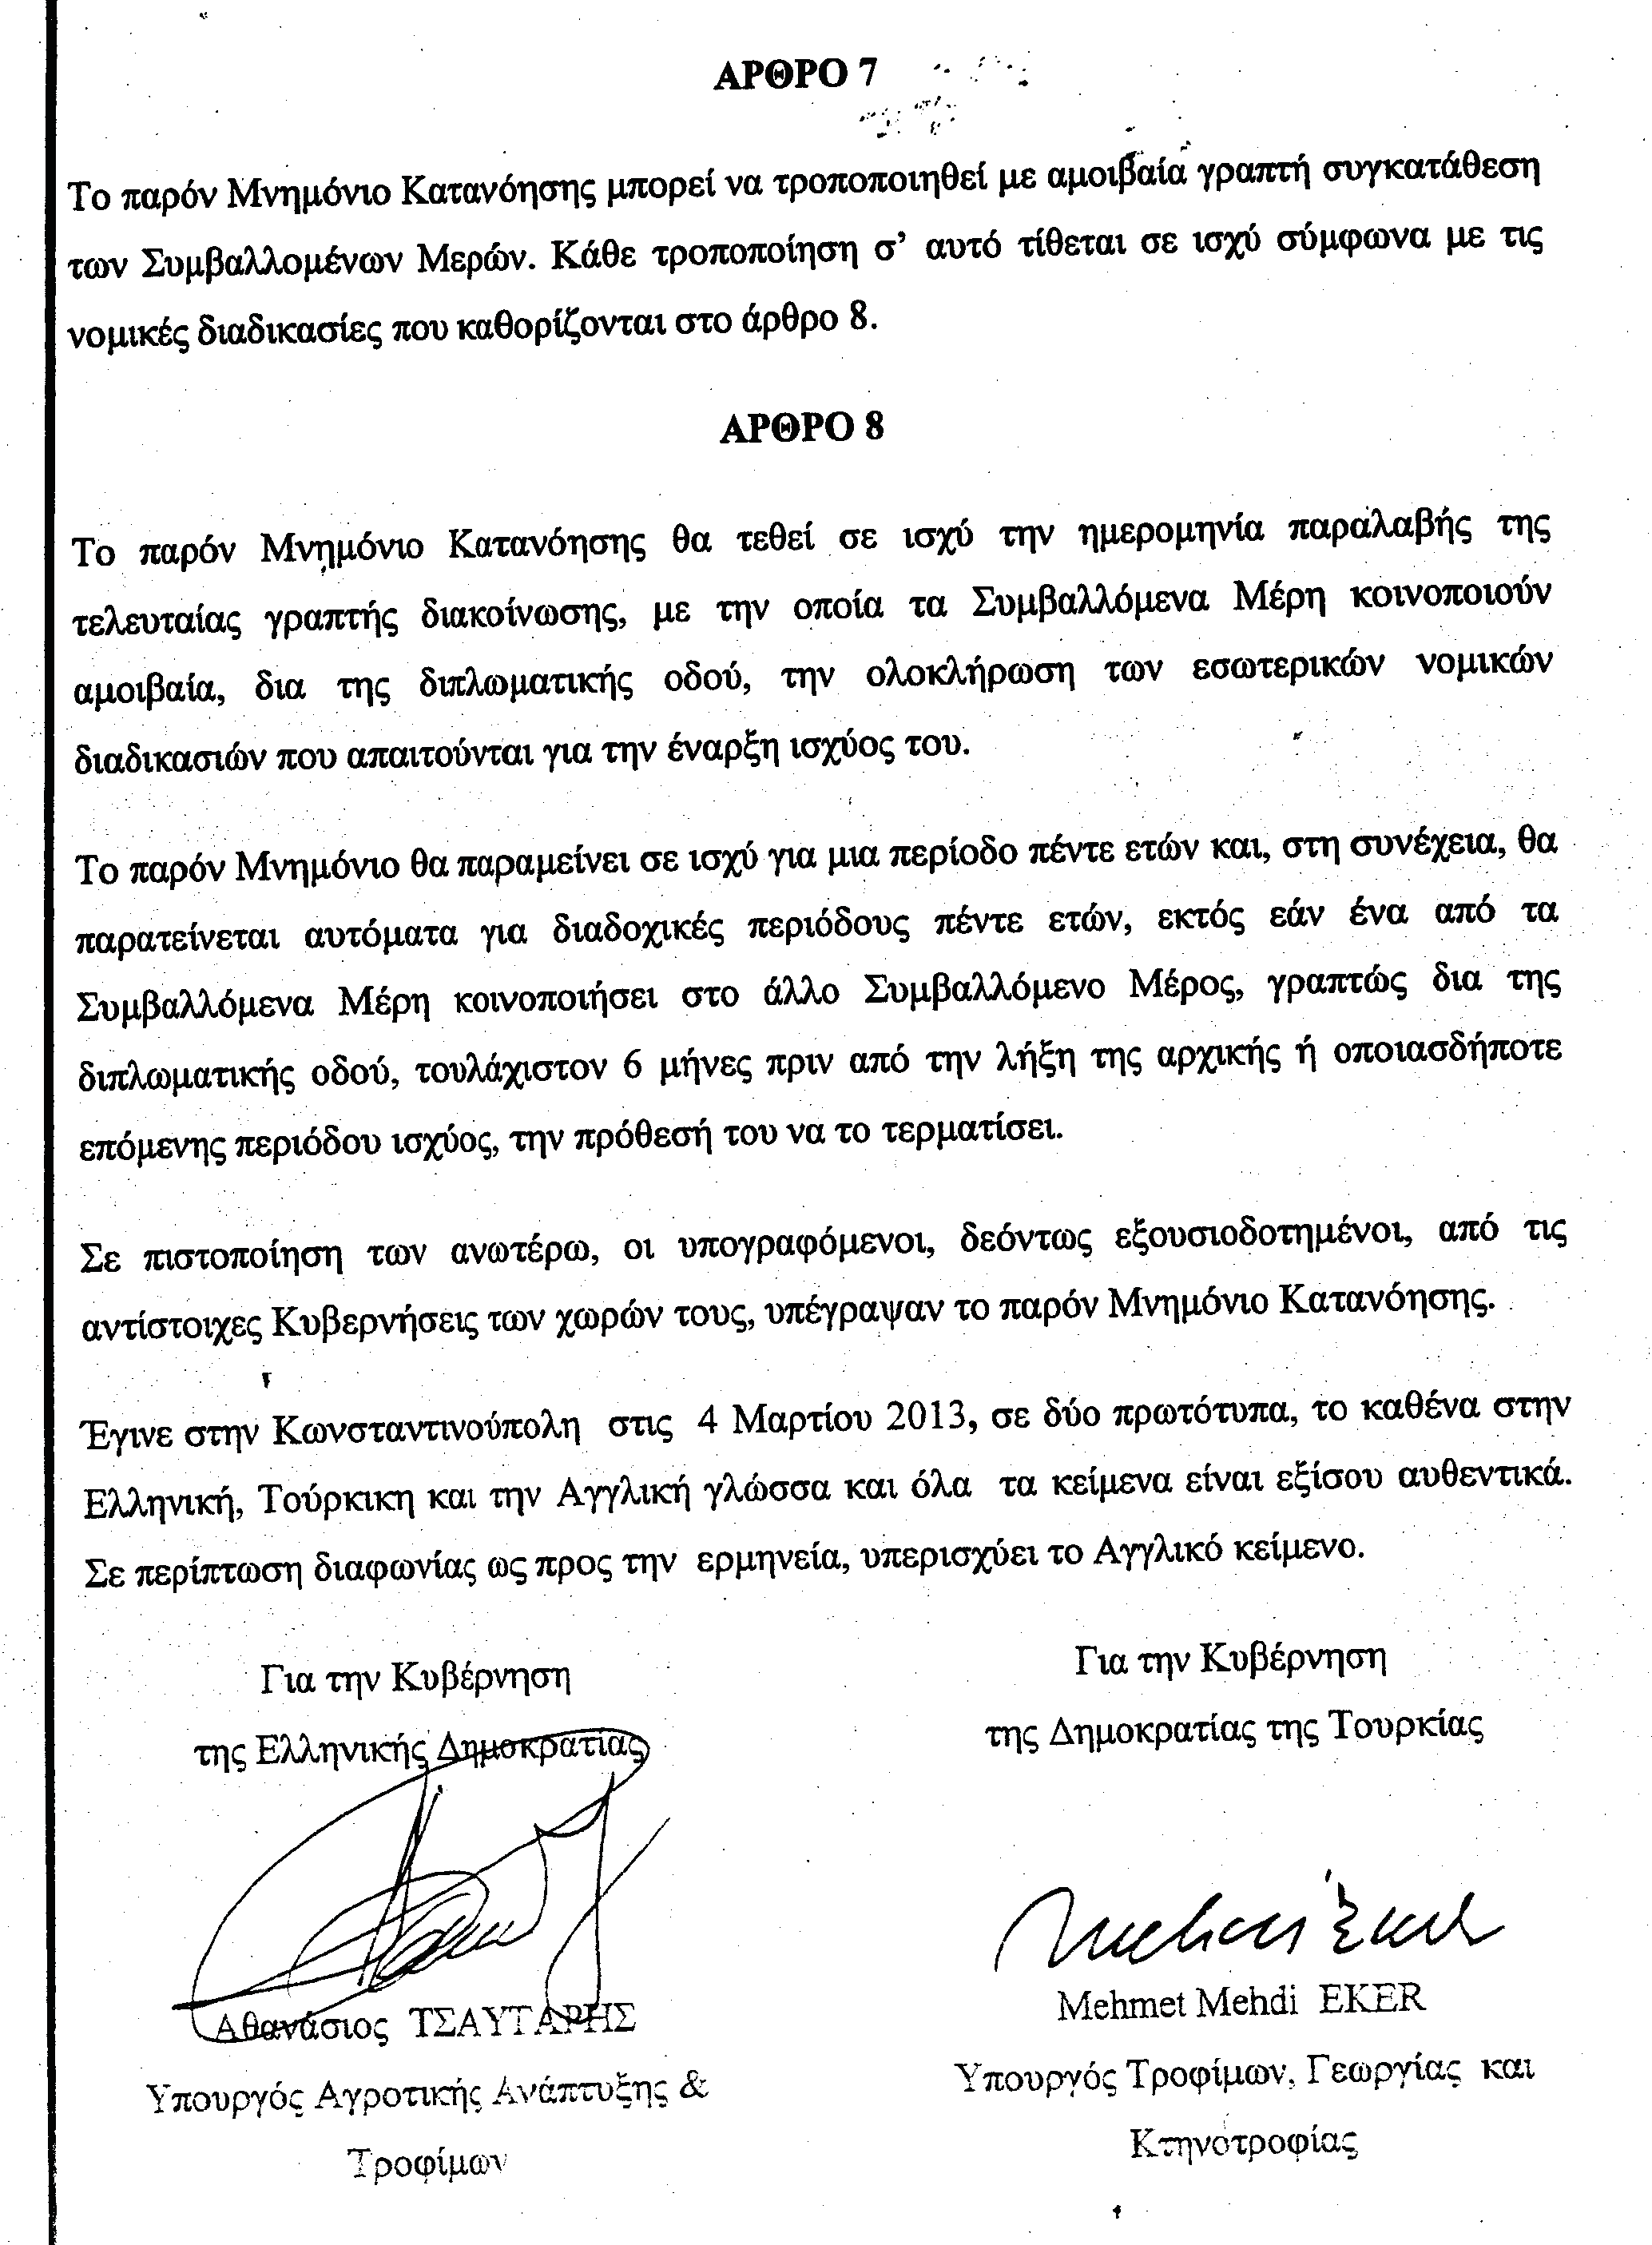 ΑΡΘΡΟ 7
Το παρόν Μνημόνιο Κατανόησης μπορεί να τροποποιηθεί με αμοιβαία γραπτή συγκατάθεση
των Συμβαλλομένων Μερών. Κάθε τροποποίηση σ’ αυτό τίθεται σε ισχύ σύμφωνα με τις
νομικές διαδικασίες που καθορίζονται στο άρθρο 8.
ΑΡΘΡΟ 8
Το παρόν Μνημόνιο Κατανόησης θα τεθεί σε ισχύ την ημερομηνία παραλαβής της
τελευταίας γραπτής διακοίνωσης, με την οποία τα Συμβαλλόμενα Μέρη κοινοποιούν
αμοιβαία, δια της διπλωματικής οδού, την ολοκλήρωση των εσωτερικών νομικών
διαδικασιών που απαιτούνται για την έναρξη ισχύος του.
Το παρόν Μνημόνιο θα παραμείνει σε ισχύ για μια περίοδο πέντε ετών και, στη συνέχεια, θα
παρατείνεται αυτόματα για διαδοχικές περιόδους πέντε ετών, εκτός εάν ένα από τα
Συμβαλλόμενα Μέρη κοινοποιήσει στο άλλο Συμβαλλόμενο Μέρος, γραπτώς δια της
διπλωματικής οδού, τουλάχιστον 6 μήνες πριν από την λήξη της αρχικής ή οποιασδήποτε
επόμενης περιόδου ισχύος, την πρόθεσή του να το τερματίσει.
Σε πιστοποίηση των ανωτέρω, οι υπογραφόμενοι, δεόντως εξουσιοδοτημένοι, από τις
αντίστοιχες Κυβερνήσεις των χωρών τους, υπέγραψαν το παρόν Μνημόνιο Κατανόησης.
Έγινε στην Κωνσταντινούπολη στις 4 Μαρτίου 2013, σε δύο πρωτότυπα, το καθένα στην
Ελληνική, Τούρκικη και την Αγγλική γλώσσα και όλα τα κείμενα είναι εξίσου αυθεντικά.
Σε περίπτωση διαφωνίας ως προς την ερμηνεία, υπερισχύει το Αγγλικό κείμενο.
Για την Κυβέρνηση
της Ελληνικής Δημοκρατίας
Αθανάσιος ΤΣΑΥΤΑΡΗΣ
Υπουργός Αγροτικής Ανάπτυξης &
Τροφίμων
Για την Κυβέρνηση
της Δημοκρατίας της Τουρκίας
Mehmet Mehdi EKER
Υπουργός Τροφίμων, Γεωργίας και
Κτηνοτροφίας